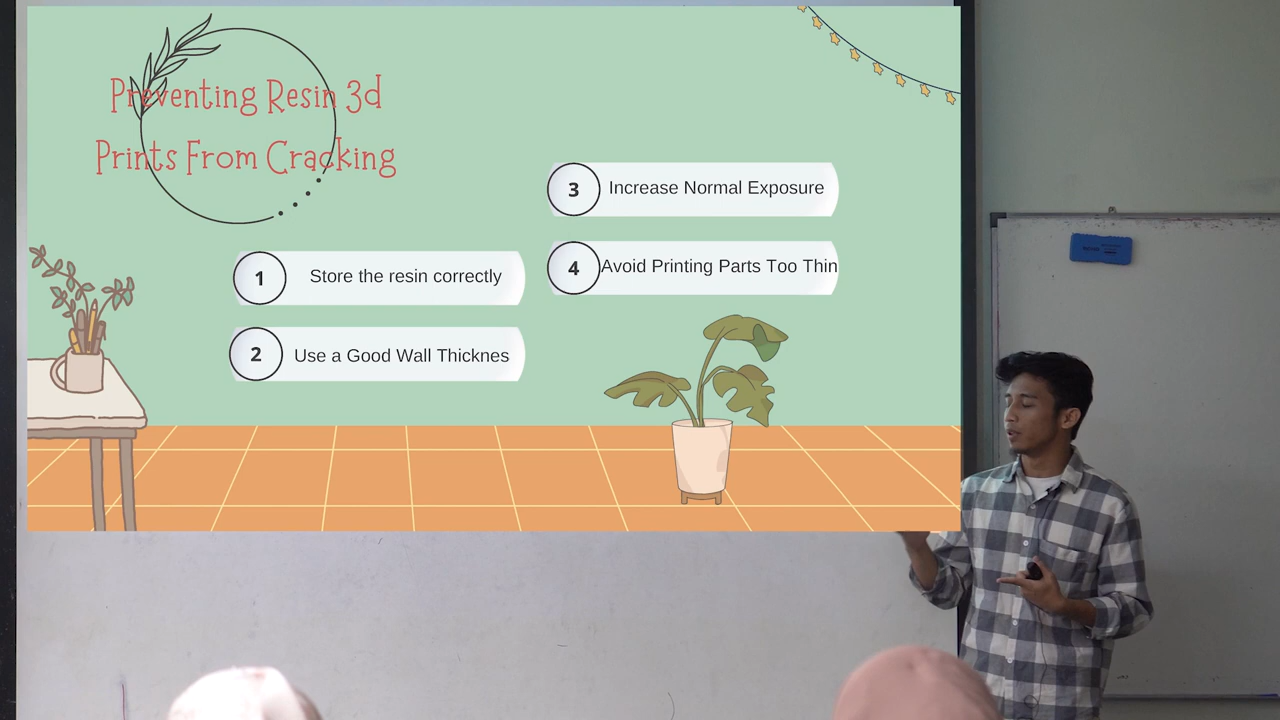 Preventing Resin 3d
Prints From Cracking
1 Store the resin correctly
2 Use a Good Wall Thicknes
3 Increase Normal Exposure
4 Avoid Printing Parts Too Thin